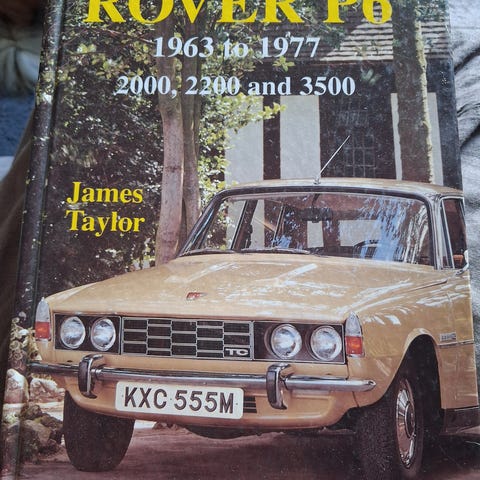 ROVER P6
1963 to 1977
2000, 2200 and 3500
James
Taylor
TC
KXC 555M